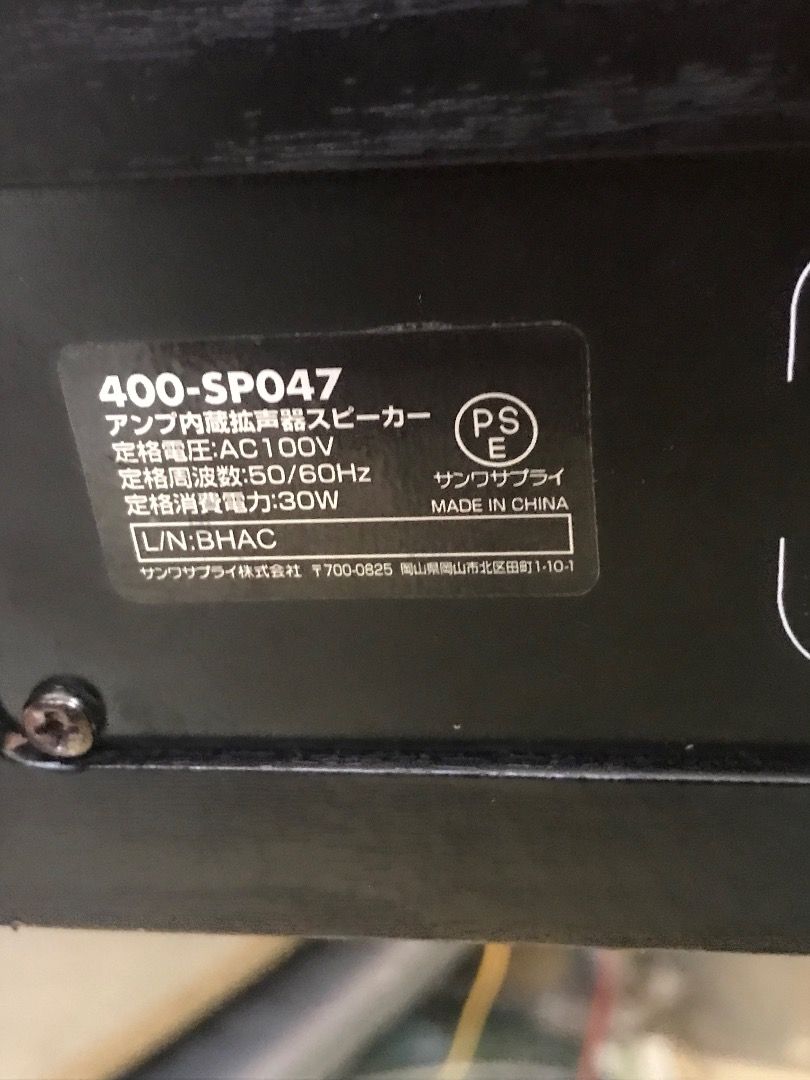 400-SP047
アンプ内蔵拡声器スピーカー
定格電圧:AC100V
定格周波数:50/60Hz
定格消費電力:30W
PS
E
サンワサプライ
MADE IN CHINA
L/N:BHAC
サンワサプライ株式会社 〒700-0825 岡山県岡山市北区田町1-10-1